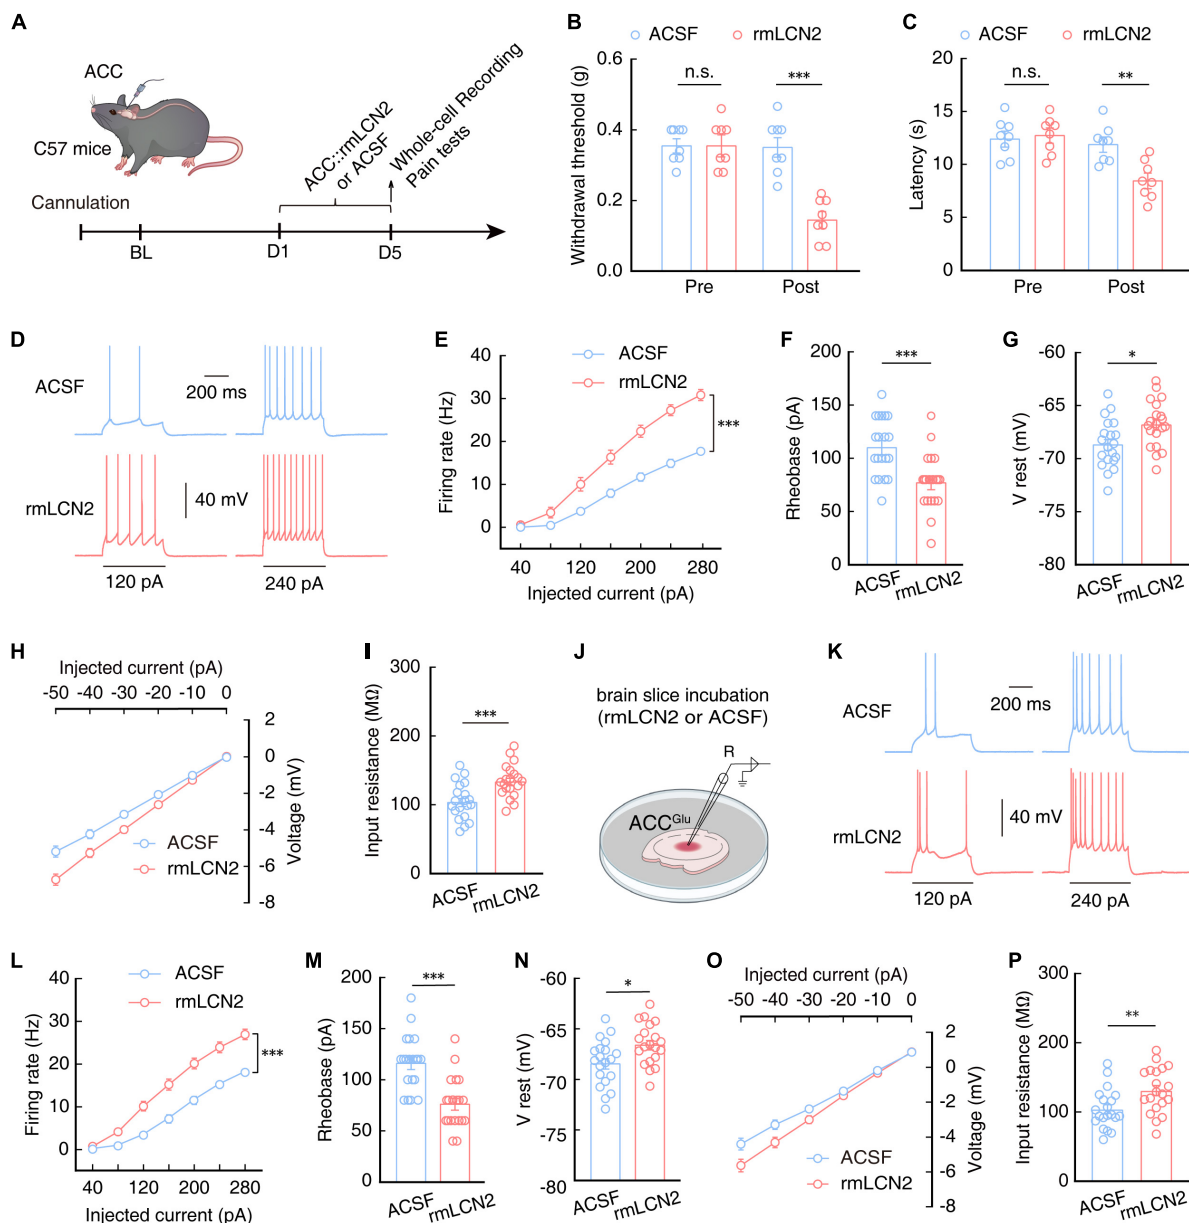 A
ACC
C57 mice
Cannulation
ACC::rmLCN2
or ACSF
Whole-cell Recording
Pain tests
BL
D1
D5
B
ACSF
rmLCN2
Withdrawal threshold (g)
0.6
0.4
0.2
0.0
n.s.
***
Pre
Post
C
ACSF
rmLCN2
Latency (s)
20
15
10
5
0
n.s.
**
Pre
Post
D
ACSF
200 ms
rmLCN2
40 mV
120 pA
240 pA
E
ACSF
rmLCN2
Firing rate (Hz)
40
30
20
10
0
***
40
120
200
280
Injected current (pA)
F
Rheobase (pA)
200
150
100
50
0
***
ACSF
rmLCN2
G
V rest (mV)
-60
-65
-70
-75
-80
*
ACSF
rmLCN2
H
Injected current (pA)
-50 -40 -30 -20 -10 0
2
0
-2
-4
-6
-8
Voltage (mV)
ACSF
rmLCN2
I
Input resistance (MΩ)
300
200
100
0
***
ACSF
rmLCN2
J
brain slice incubation
(rmLCN2 or ACSF)
R
ACC^Glu
K
ACSF
200 ms
rmLCN2
40 mV
120 pA
240 pA
L
ACSF
rmLCN2
Firing rate (Hz)
40
30
20
10
0
***
40
120
200
280
Injected current (pA)
M
Rheobase (pA)
200
150
100
50
0
***
ACSF
rmLCN2
N
V rest (mV)
-60
-65
-70
-75
-80
*
ACSF
rmLCN2
O
Injected current (pA)
-50 -40 -30 -20 -10 0
2
0
-2
-4
-6
-8
Voltage (mV)
ACSF
rmLCN2
P
Input resistance (MΩ)
300
200
100
0
**
ACSF
rmLCN2